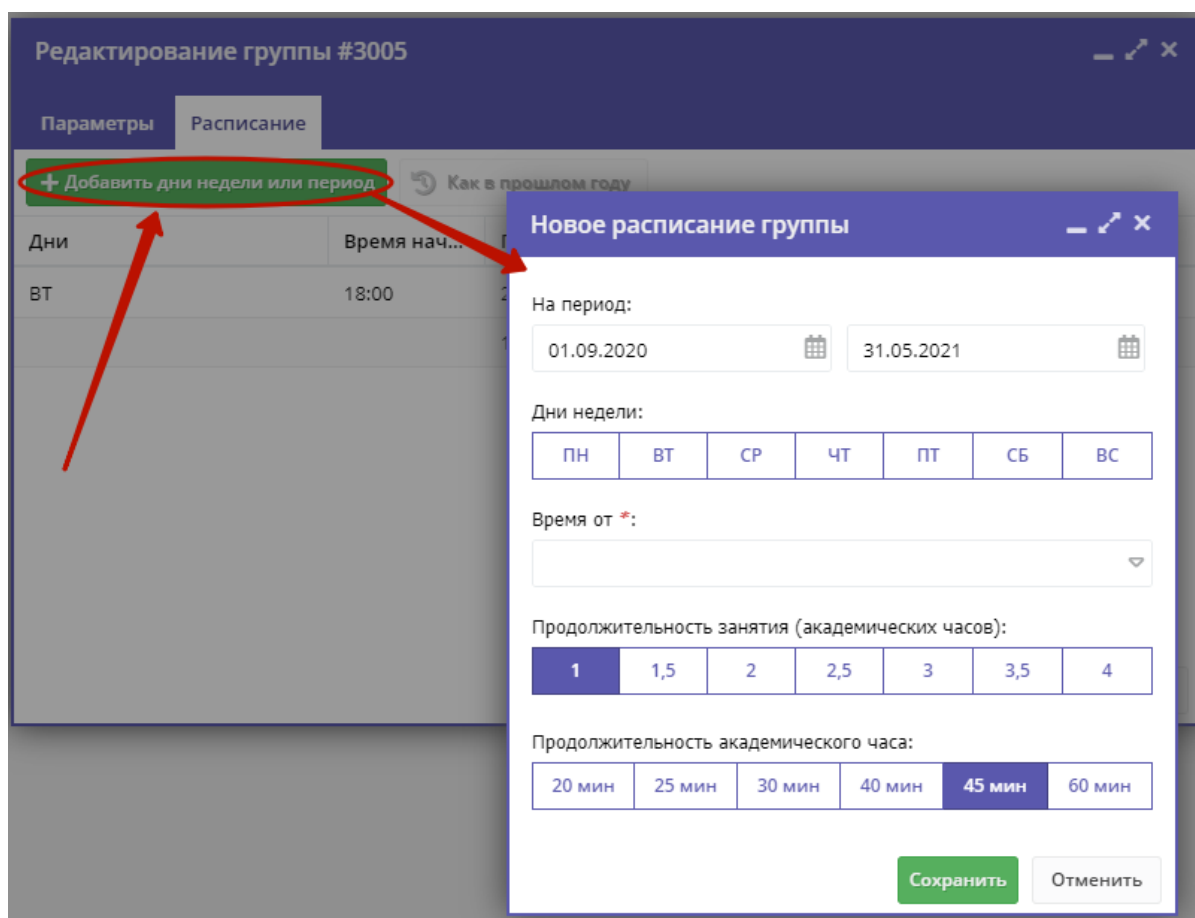 Редактирование группы #3005
Параметры Расписание
Добавить дни недели или период Как в прошлом году
Дни Время нач...
ВТ 18:00
Новое расписание группы
На период:
01.09.2020 31.05.2021
Дни недели:
ПН ВТ СР ЧТ ПТ СБ ВС
Время от *:
Продолжительность занятия (академических часов):
1 1,5 2 2,5 3 3,5 4
Продолжительность академического часа:
20 мин 25 мин 30 мин 40 мин 45 мин 60 мин
Сохранить Отменить